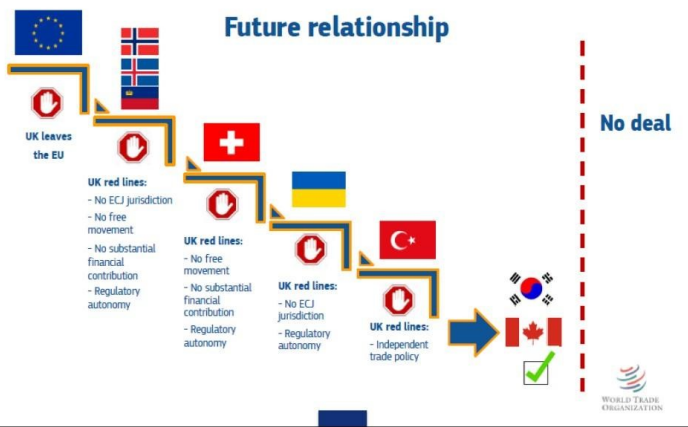 Future relationship
No deal
UK leaves
the EU
UK red lines:
- No ECJ jurisdiction
- No free
movement
- No substantial
financial
contribution
- Regulatory
autonomy
UK red lines:
- No free
movement
- No substantial
financial
contribution
- Regulatory
autonomy
UK red lines:
- No ECJ
jurisdiction
- Regulatory
autonomy
UK red lines:
- Independent
trade policy
WORLD TRADE
ORGANIZATION